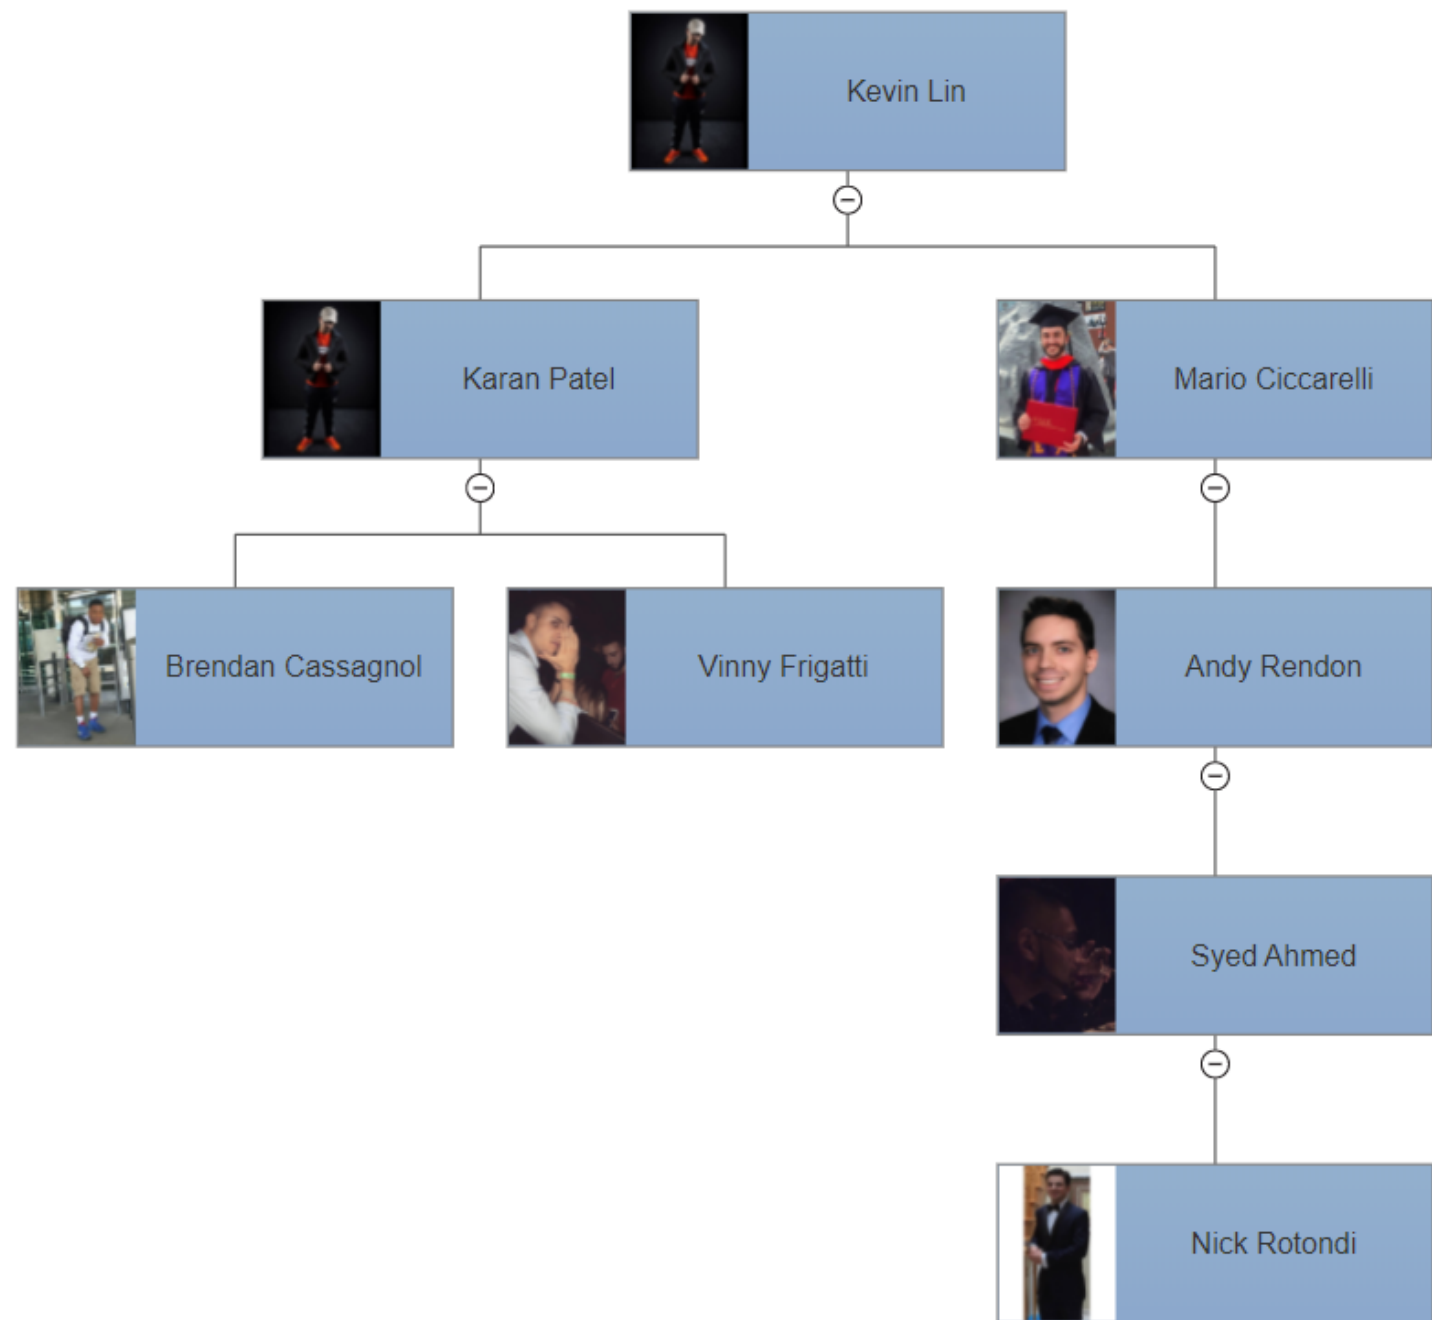 Kevin Lin
Karan Patel
Mario Ciccarelli
Brendan Cassagnol
Vinny Frigatti
Andy Rendon
Syed Ahmed
Nick Rotondi